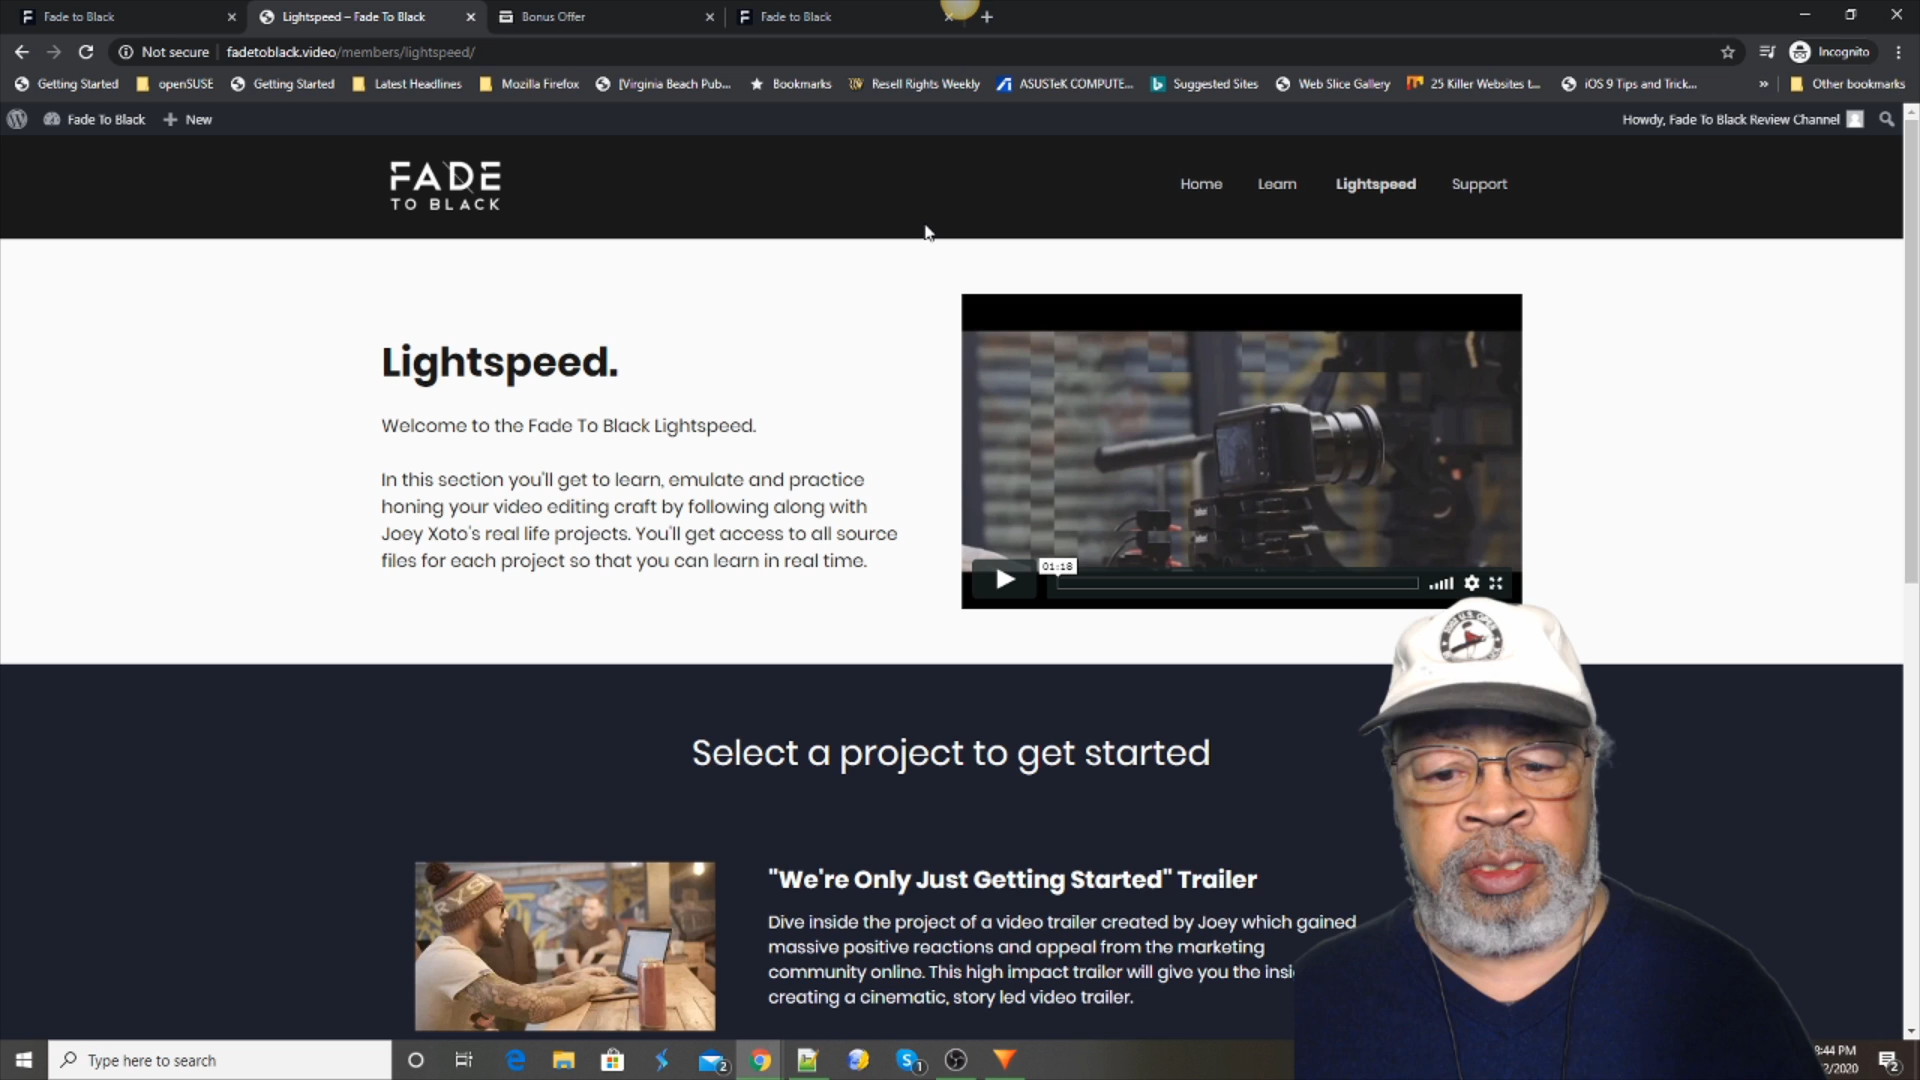 Fade to Black
Lightspeed – Fade To Black
Bonus Offer
Fade to Black
Not secure
fadetoblack.video/members/lightspeed/
Incognito
Getting Started
openSUSE
Getting Started
Latest Headlines
Mozilla Firefox
[Virginia Beach Pub...
Bookmarks
Resell Rights Weekly
ASUSTeK COMPUTE...
Suggested Sites
Web Slice Gallery
25 Killer Websites t...
iOS 9 Tips and Trick...
»
Other bookmarks
Fade To Black
New
Howdy, Fade To Black Review Channel
FADE
TO BLACK
Home
Learn
Lightspeed
Support
Lightspeed.
Welcome to the Fade To Black Lightspeed.
In this section you'll get to learn, emulate and practice
honing your video editing craft by following along with
Joey Xoto's real life projects. You'll get access to all source
files for each project so that you can learn in real time.
01:18
Select a project to get started
"We're Only Just Getting Started" Trailer
Dive inside the project of a video trailer created by Joey which gained
massive positive reactions and appeal from the marketing
community online. This high impact trailer will give you the insi
creating a cinematic, story led video trailer.
Type here to search
2
1
:44 PM
2/2020
2